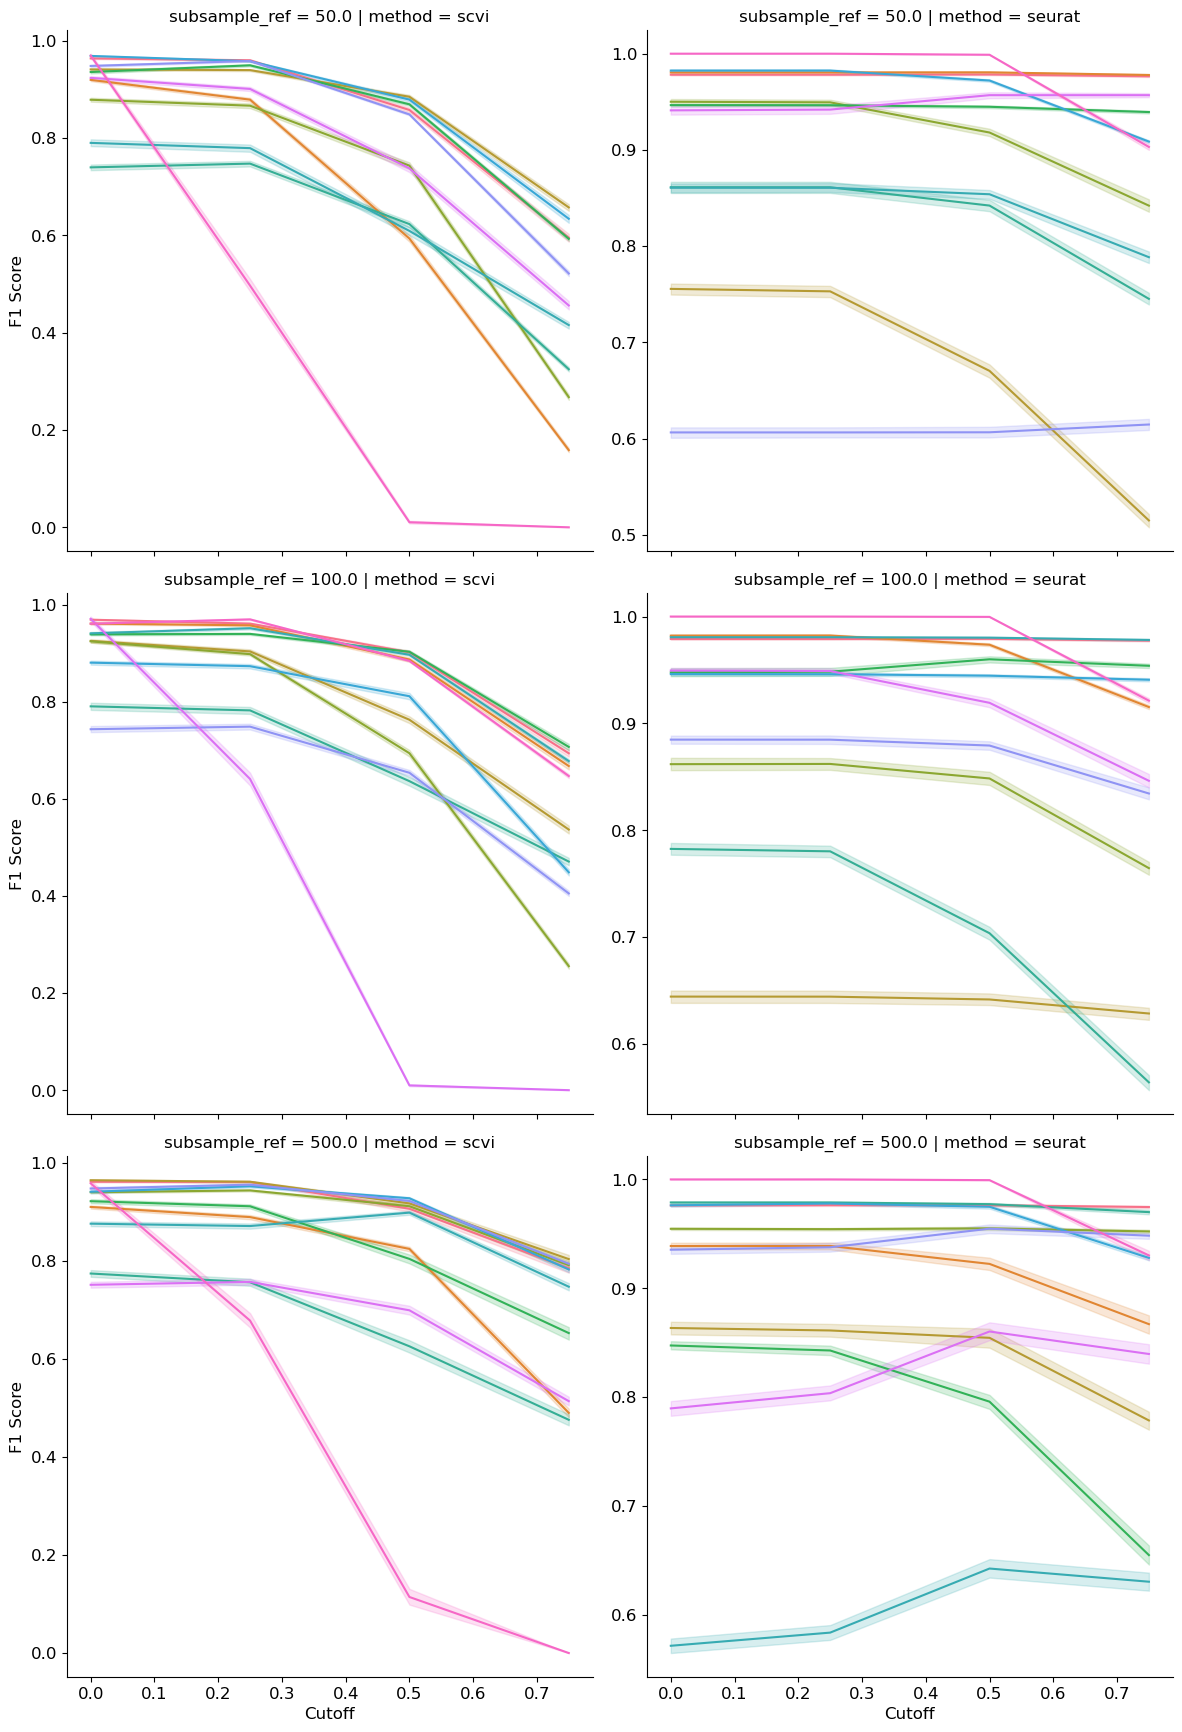 subsample_ref = 50.0 | method = scvi
1.0
0.8
0.6
0.4
0.2
0.0
F1 Score
subsample_ref = 50.0 | method = seurat
1.0
0.9
0.8
0.7
0.6
0.5
subsample_ref = 100.0 | method = scvi
1.0
0.8
0.6
0.4
0.2
0.0
F1 Score
subsample_ref = 100.0 | method = seurat
1.0
0.9
0.8
0.7
0.6
subsample_ref = 500.0 | method = scvi
1.0
0.8
0.6
0.4
0.2
0.0
F1 Score
0.0 0.1 0.2 0.3 0.4 0.5 0.6 0.7
Cutoff
subsample_ref = 500.0 | method = seurat
1.0
0.9
0.8
0.7
0.6
0.0 0.1 0.2 0.3 0.4 0.5 0.6 0.7
Cutoff